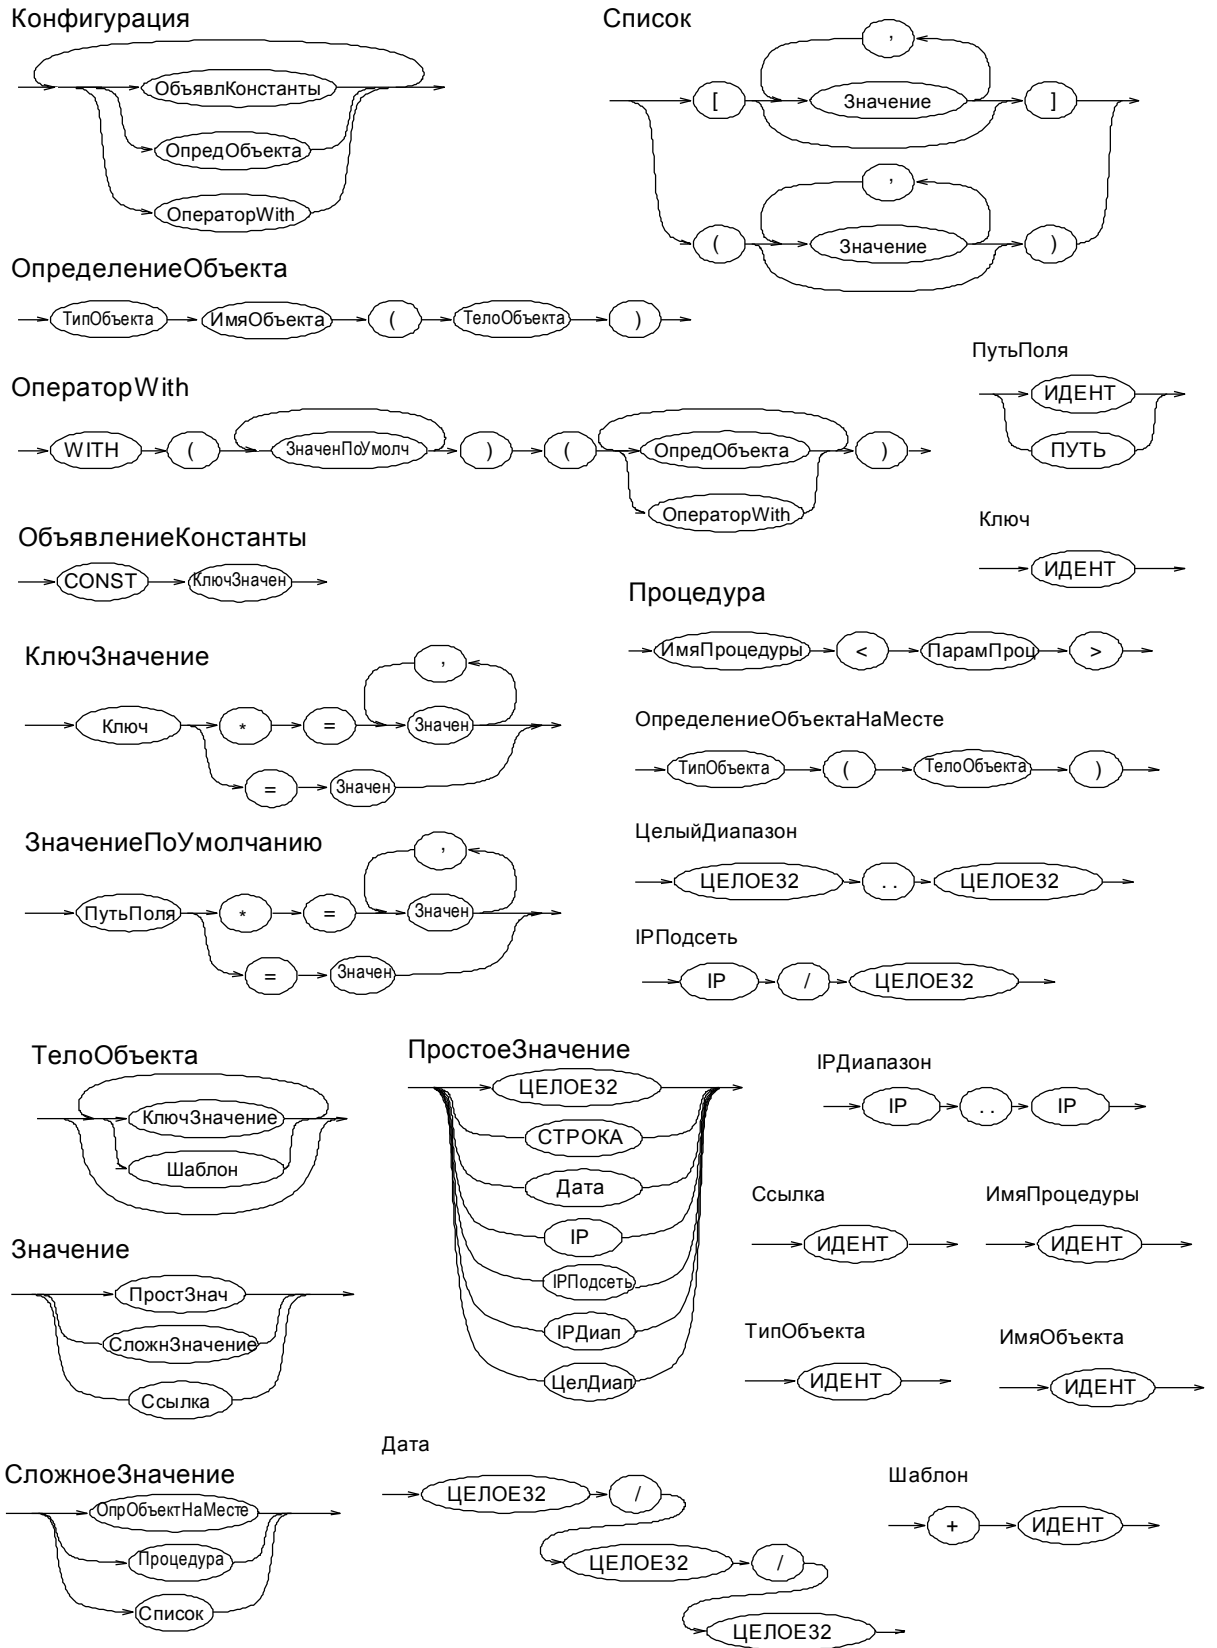 Конфигурация
ОбъявлКонстанты
ОпредОбъекта
ОператорWith
Список
,
[ Значение ]
,
( Значение )
ОпределениеОбъекта
ТипОбъекта ИмяОбъекта ( ТелоОбъекта )
ОператорWith
WITH ( ЗначенПоУмолч ) ( ОпредОбъекта )
ОператорWith
ПутьПоля
ИДЕНТ
ПУТЬ
Ключ
ИДЕНТ
ОбъявлениеКонстанты
CONST КлючЗначен
Процедура
ИмяПроцедуры < ПарамПроц >
КлючЗначение
,
Ключ * = Значен
= Значен
ОпределениеОбъектаНаМесте
ТипОбъекта ( ТелоОбъекта )
ЗначениеПоУмолчанию
,
ПутьПоля * = Значен
= Значен
ЦелыйДиапазон
ЦЕЛОЕ32 . . ЦЕЛОЕ32
IPПодсеть
IP / ЦЕЛОЕ32
ТелоОбъекта
КлючЗначение
Шаблон
ПростоеЗначение
ЦЕЛОЕ32
СТРОКА
Дата
IP
IPПодсеть
IPДиап
ЦелДиап
IPДиапазон
IP . . IP
Ссылка
ИДЕНТ
ИмяПроцедуры
ИДЕНТ
Значение
ПростЗнач
СложнЗначение
Ссылка
ТипОбъекта
ИДЕНТ
ИмяОбъекта
ИДЕНТ
СложноеЗначение
ОпрОбъектНаМесте
Процедура
Список
Дата
ЦЕЛОЕ32 /
ЦЕЛОЕ32 /
ЦЕЛОЕ32
Шаблон
+ ИДЕНТ